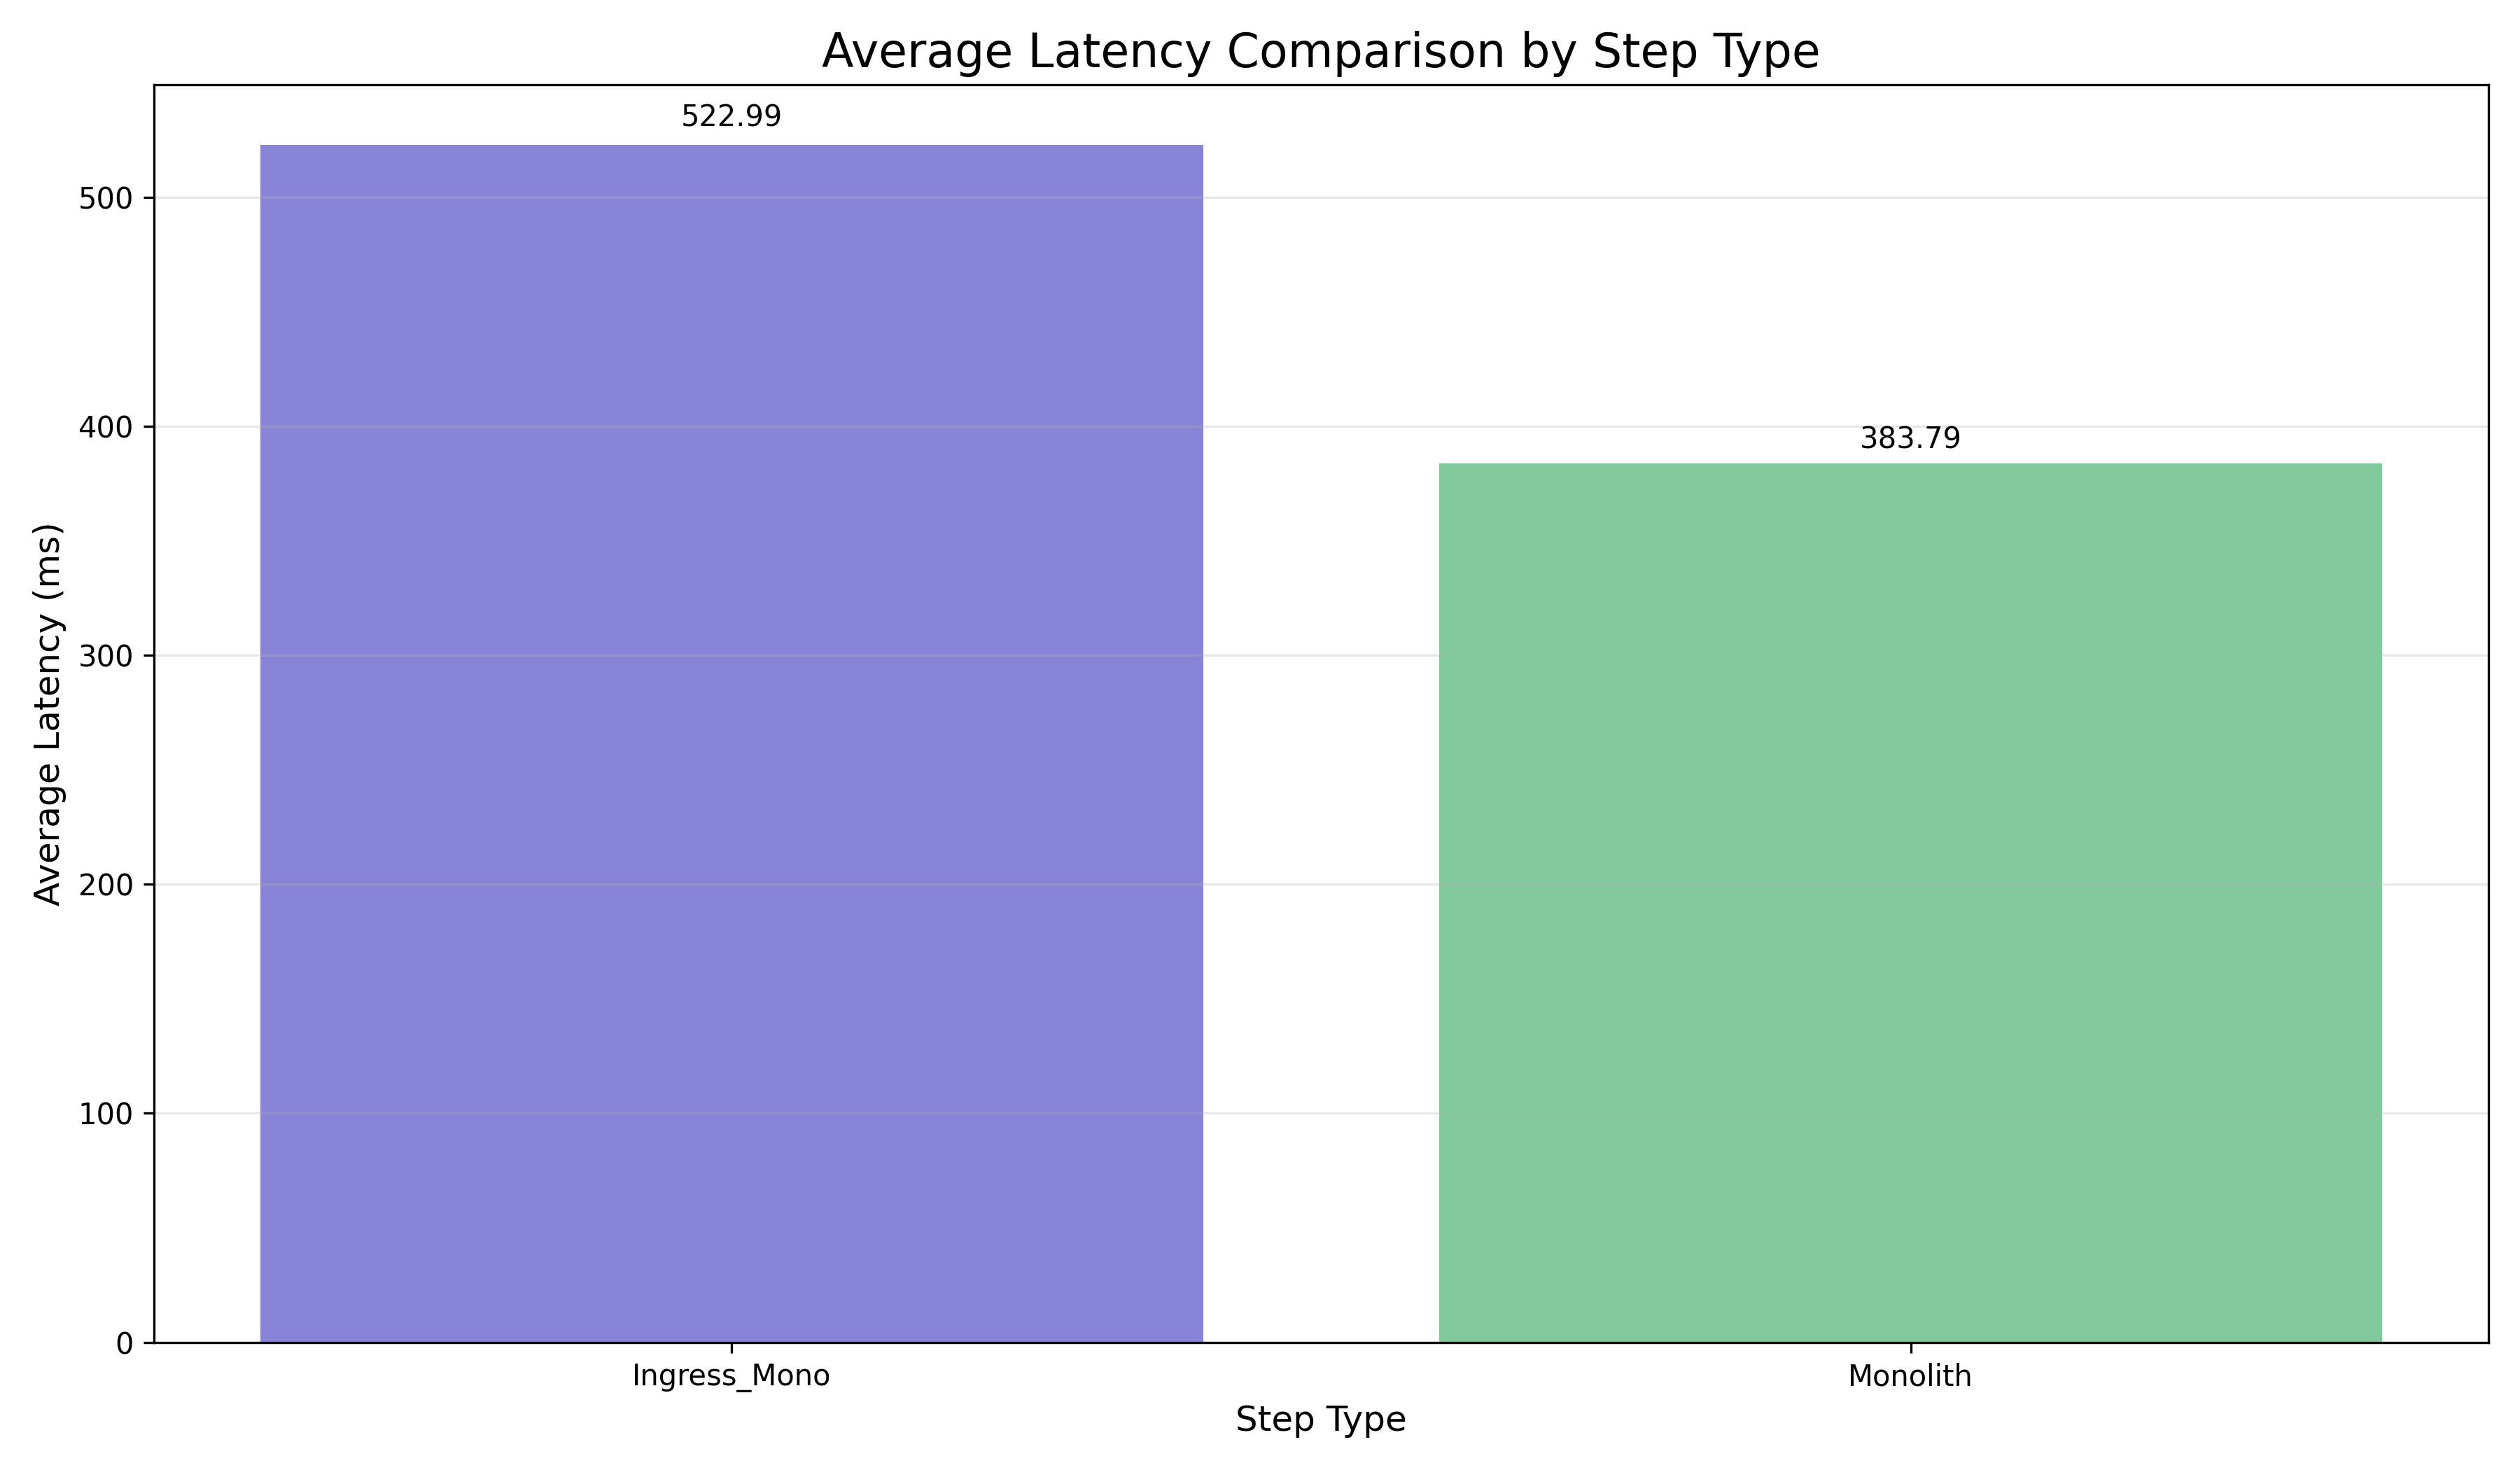 Average Latency Comparison by Step Type
522.99
500
400
383.79
300
200
100
0
Average Latency (ms)
Ingress_Mono
Monolith
Step Type